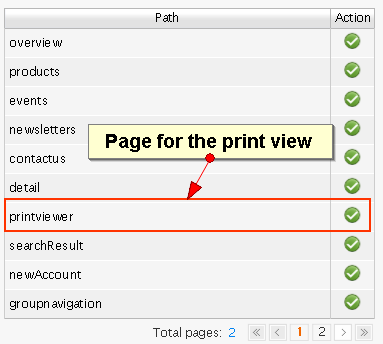 Path Action
overview
products
events
newsletters
Page for the print view
contactus
detail
printviewer
searchResult
newAccount
groupnavigation
Total pages: 2 1 2